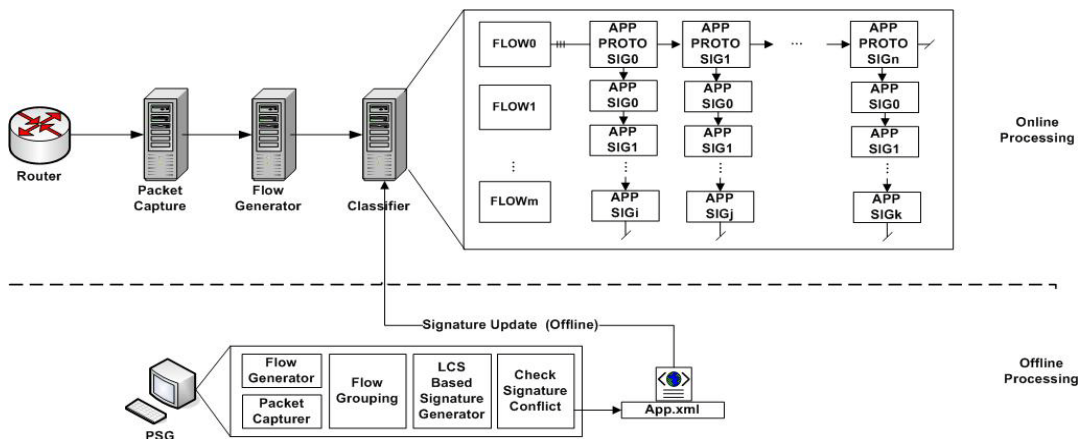 FLOW0
APP
PROTO
SIG0
APP
PROTO
SIG1
...
APP
PROTO
SIGn
FLOW1
APP
SIG0
APP
SIG0
APP
SIG0
APP
SIG1
APP
SIG1
APP
SIG1
...
FLOWm
APP
SIGi
APP
SIGj
APP
SIGk
Router
Packet
Capture
Flow
Generator
Classifier
Online
Processing
Signature Update (Offline)
Flow
Generator
Packet
Capturer
Flow
Grouping
LCS
Based
Signature
Generator
Check
Signature
Conflict
App.xml
PSG
Offline
Processing